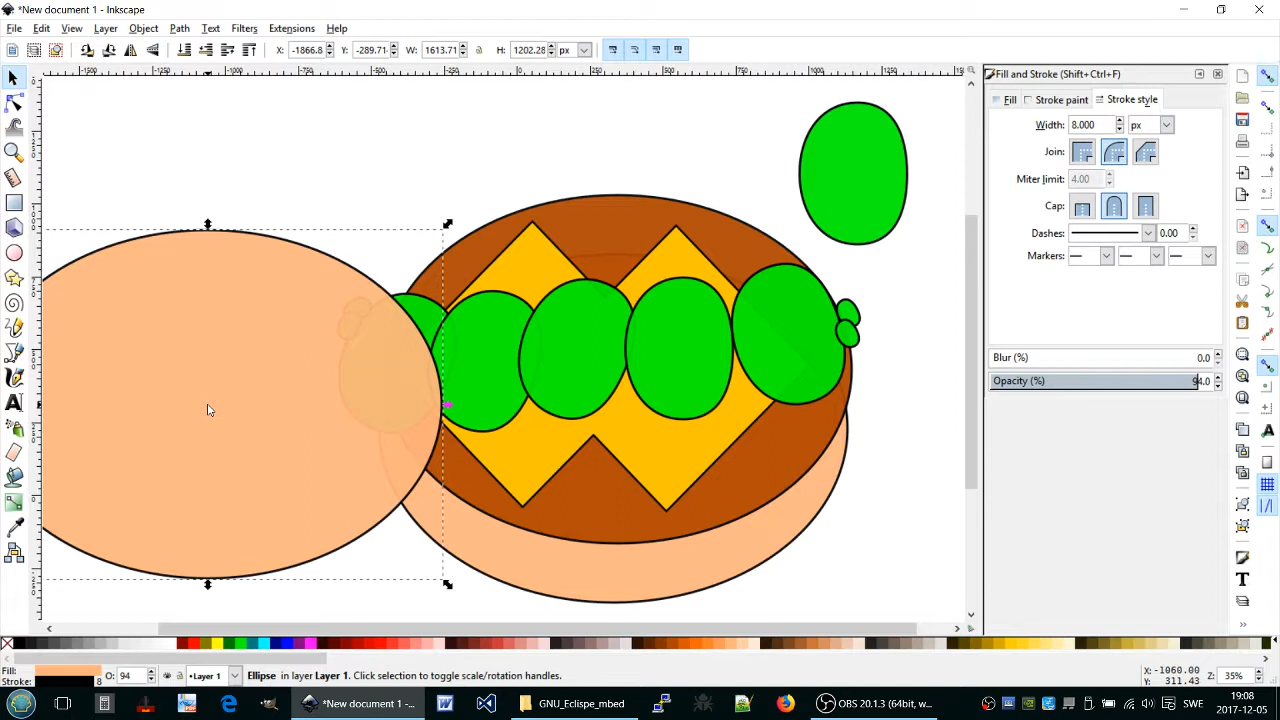 *New document 1 - Inkscape
File Edit View Layer Object Path Text Filters Extensions Help
X: -1866.8 Y: -289.71 W: 1613.71 H: 1202.28 px
Fill and Stroke (Shift+Ctrl+F)
Fill Stroke paint Stroke style
Width: 8.000 px
Join:
Miter limit: 4.00
Cap:
Dashes: 0.00
Markers:
Blur (%) 0.0
Opacity (%) 94.0
Fill: O: 94 Layer 1 Ellipse in layer Layer 1. Click selection to toggle scale/rotation handles. X: -1060.00 Z: 35%
Stroke: 8 Y: 311.43
*New document 1 -... GNU_Eclispe_mbed OBS 20.1.3 (64bit, w... SWE 19:08
2017-12-05